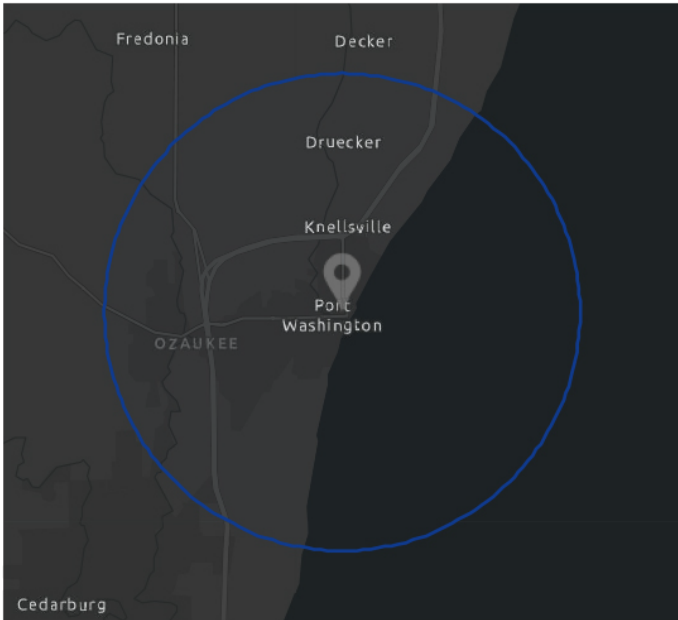 Fredonia
Decker
Druecker
Knellsville
Port
Washington
OZAUKEE
Cedarburg